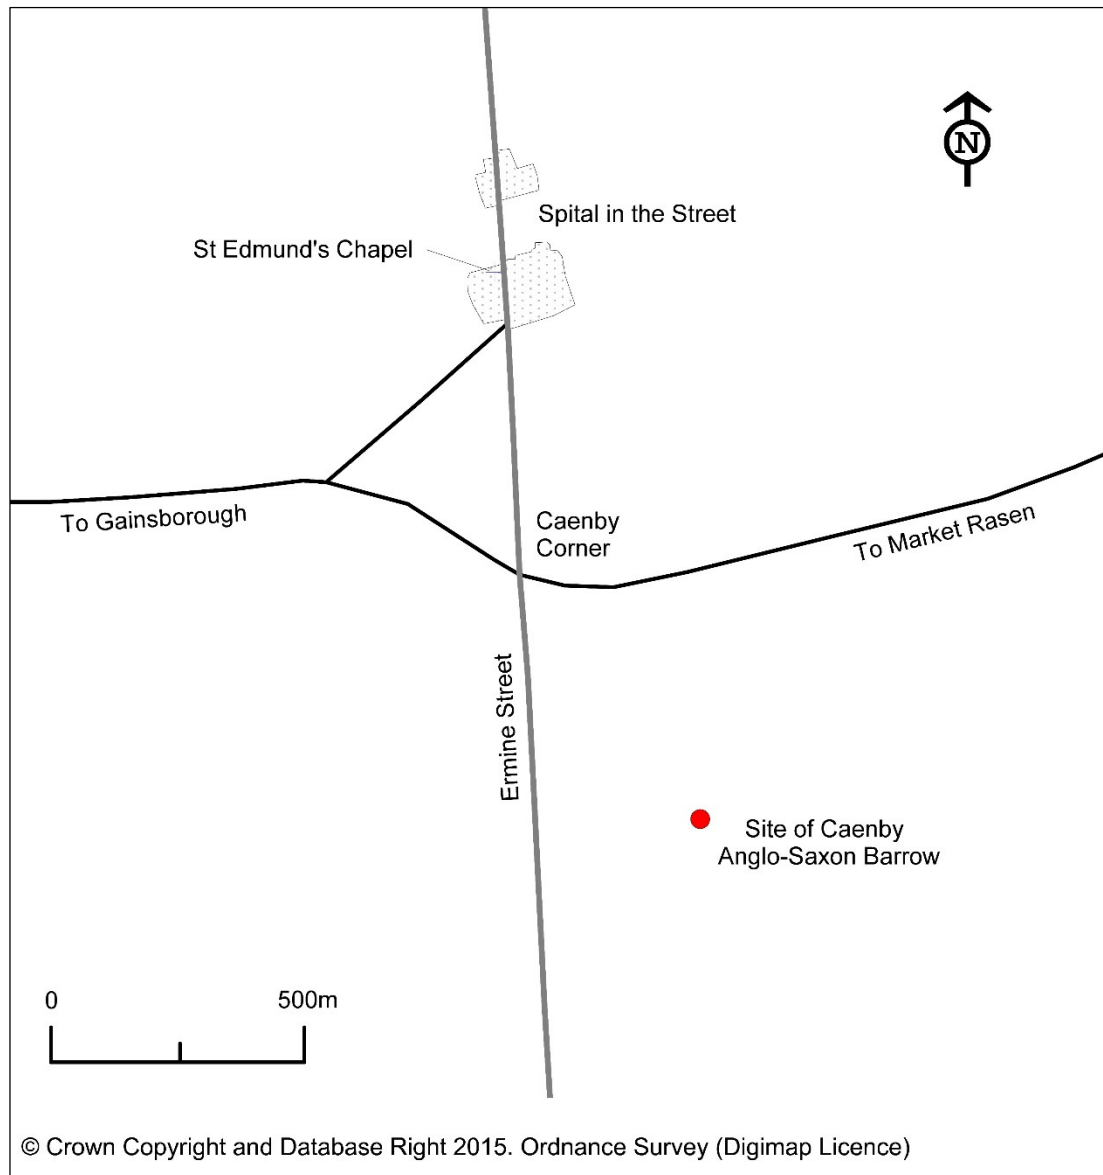 N
Spital in the Street
St Edmund's Chapel
To Gainsborough
Caenby
Corner
To Market Rasen
Ermine Street
Site of Caenby
Anglo-Saxon Barrow
0
500m
© Crown Copyright and Database Right 2015. Ordnance Survey (Digimap Licence)